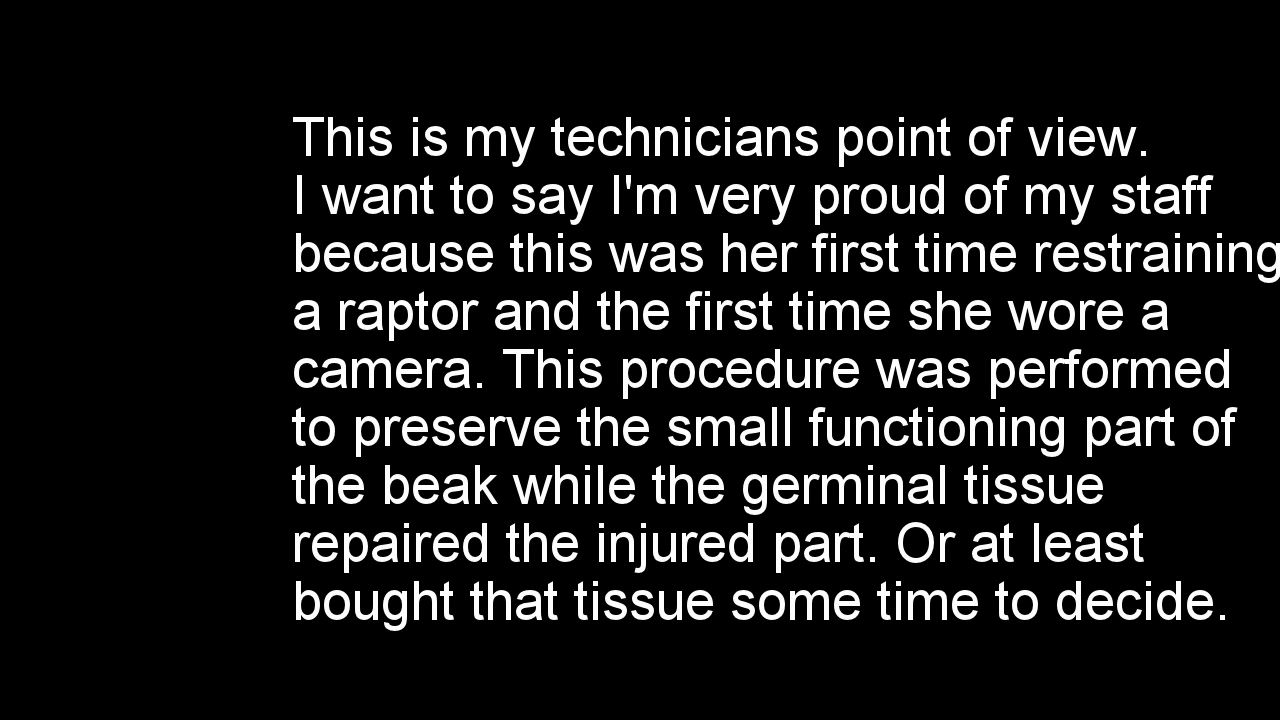 This is my technicians point of view.
I want to say I'm very proud of my staff
because this was her first time restraining
a raptor and the first time she wore a
camera. This procedure was performed
to preserve the small functioning part of
the beak while the germinal tissue
repaired the injured part. Or at least
bought that tissue some time to decide.